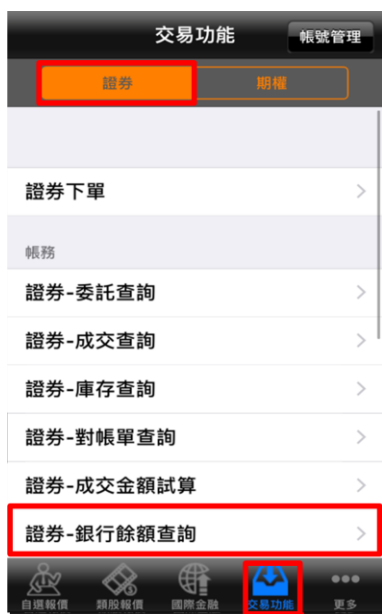 交易功能 帳號管理
證券 期權
證券下單
帳務
證券-委託查詢
證券-成交查詢
證券-庫存查詢
證券-對帳單查詢
證券-成交金額試算
證券-銀行餘額查詢
自選報價 類股報價 國際金融 交易功能 更多